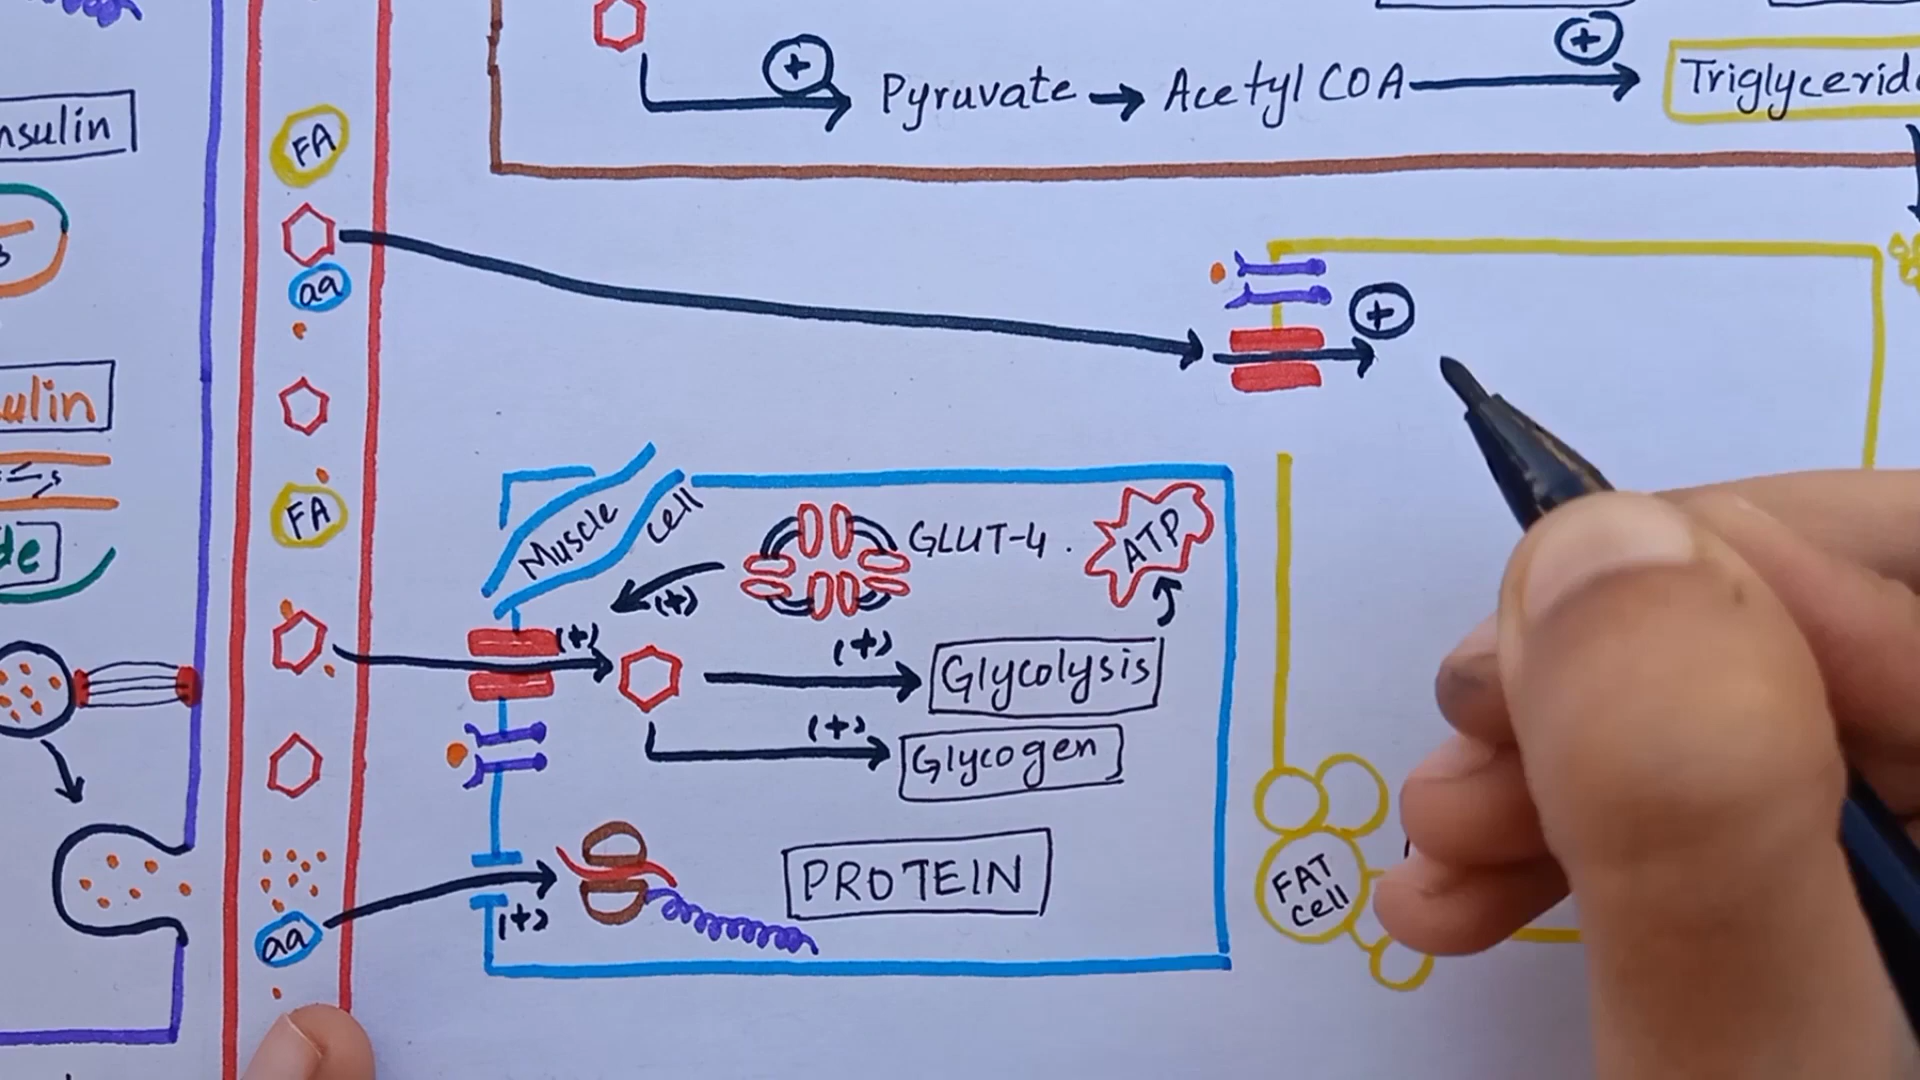 nsulin
FA
aa
ulin
FA
de
aa
+
Pyruvate → Acetyl COA
+
Triglyceride
+
Muscle cell
GLUT-4.
ATP
(+)
(+)
(+)
Glycolysis
(+)
Glycogen
(+)
PROTEIN
FAT
cell